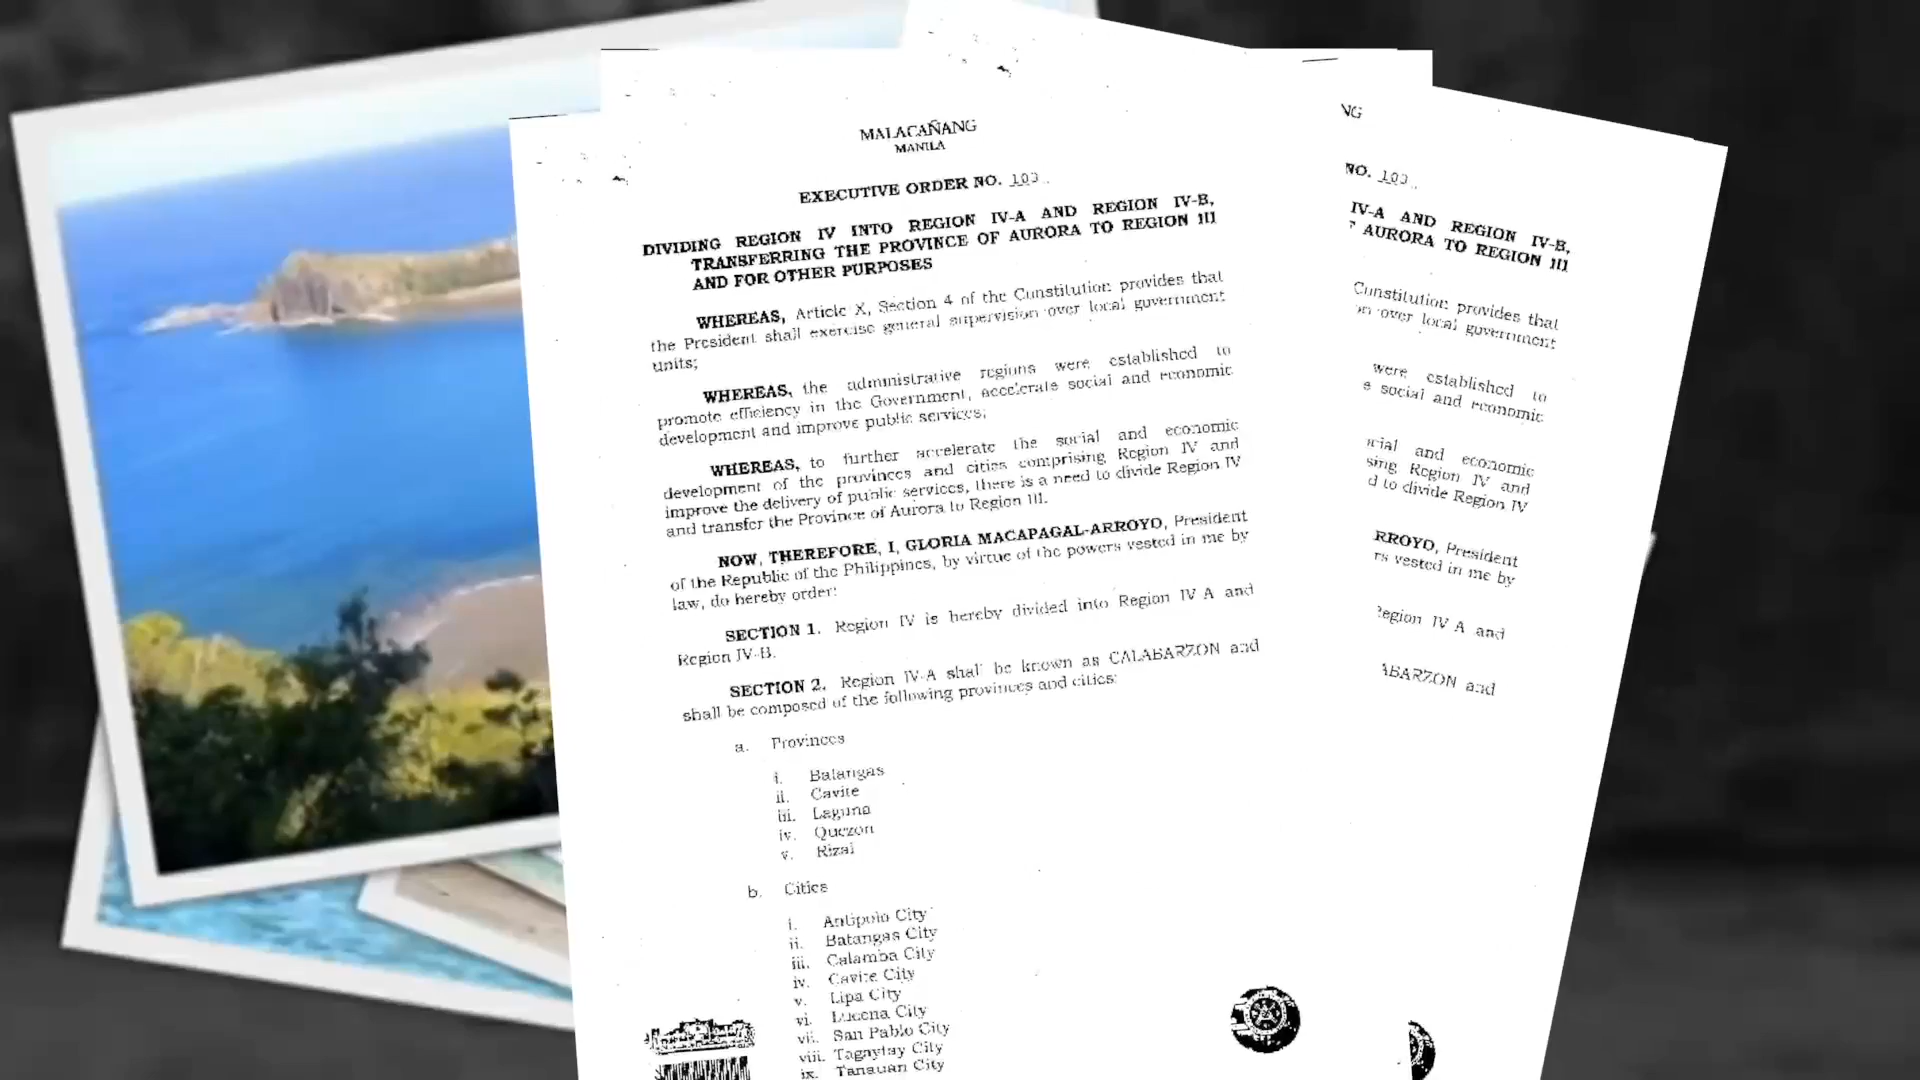 MALACAÑANG
MANILA
EXECUTIVE ORDER NO. 103
DIVIDING REGION IV INTO REGION IV-A AND REGION IV-B,
TRANSFERRING THE PROVINCE OF AURORA TO REGION III
AND FOR OTHER PURPOSES
WHEREAS, Article X, Section 4 of the Constitution provides that
the President shall exercise general supervision over local government
units;
WHEREAS, the administrative regions were established to
promote efficiency in the Government, accelerate social and economic
development and improve public services;
WHEREAS, to further accelerate the social and economic
development of the provinces and cities comprising Region IV and
improve the delivery of public services, there is a need to divide Region IV
and transfer the Province of Aurora to Region III.
NOW, THEREFORE, I, GLORIA MACAPAGAL-ARROYO, President
of the Republic of the Philippines, by virtue of the powers vested in me by
law, do hereby order:
SECTION 1. Region IV is hereby divided into Region IV-A and
Region IV-B.
SECTION 2. Region IV-A shall be known as CALABARZON and
shall be composed of the following provinces and cities:
a. Provinces
i. Batangas
ii. Cavite
iii. Laguna
iv. Quezon
v. Rizal
b. Cities
i. Antipolo City
ii. Batangas City
iii. Calamba City
iv. Cavite City
v. Lipa City
vi. Lucena City
vii. San Pablo City
viii. Tagaytay City
ix. Tanauan City
NG
NO. 103
IV-A AND REGION IV-B,
AURORA TO REGION III
Constitution provides that
over local government
were established to
social and economic
and economic
Region IV and
d to divide Region IV
RROYO, President
rs vested in me by
Region IV A and
ABARZON and